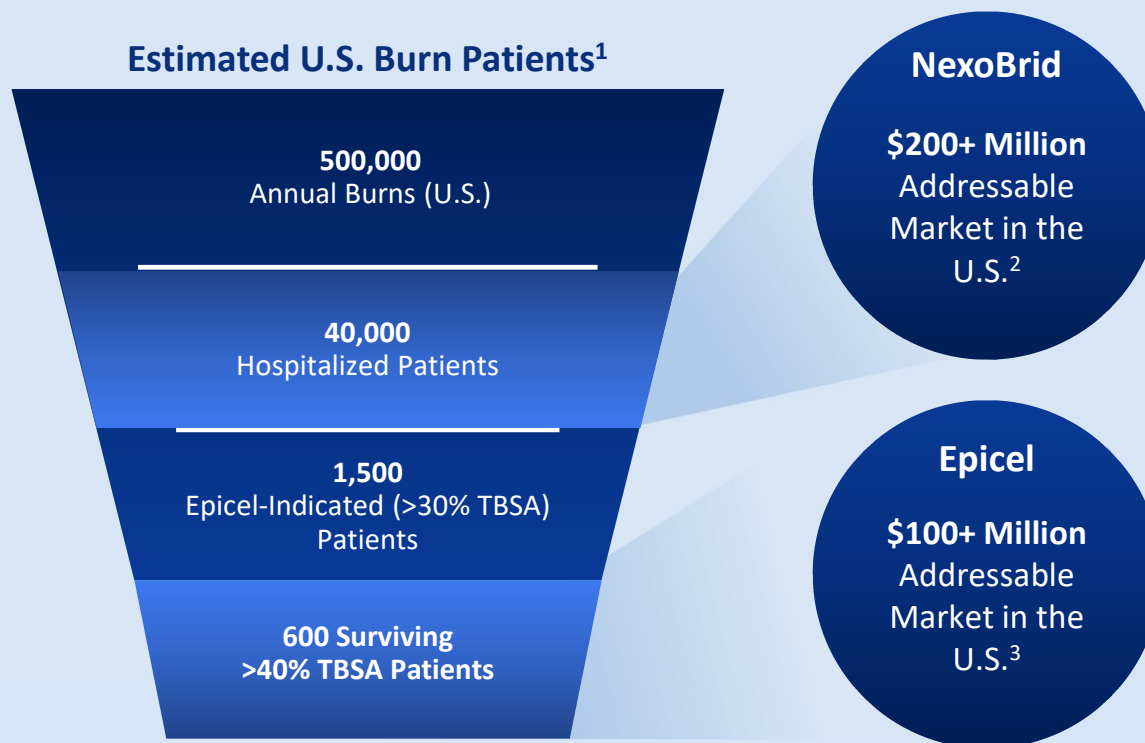 Estimated U.S. Burn Patients¹
500,000
Annual Burns (U.S.)
40,000
Hospitalized Patients
1,500
Epicel-Indicated (>30% TBSA)
Patients
600 Surviving
>40% TBSA Patients
NexoBrid
$200+ Million
Addressable
Market in the
U.S.²
Epicel
$100+ Million
Addressable
Market in the
U.S.³